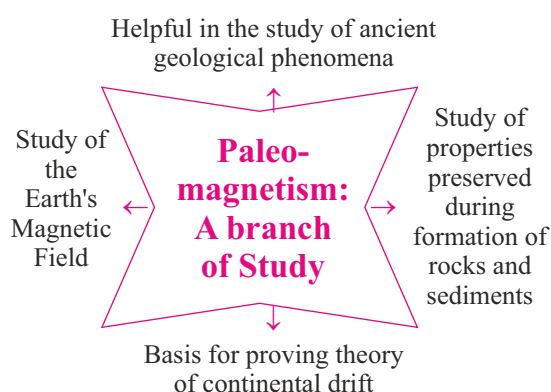 Helpful in the study of ancient
geological phenomena
Study of
the
Earth's
Magnetic
Field
Paleo-
magnetism:
A branch
of Study
Study of
properties
preserved
during
formation of
rocks and
sediments
Basis for proving theory
of continental drift